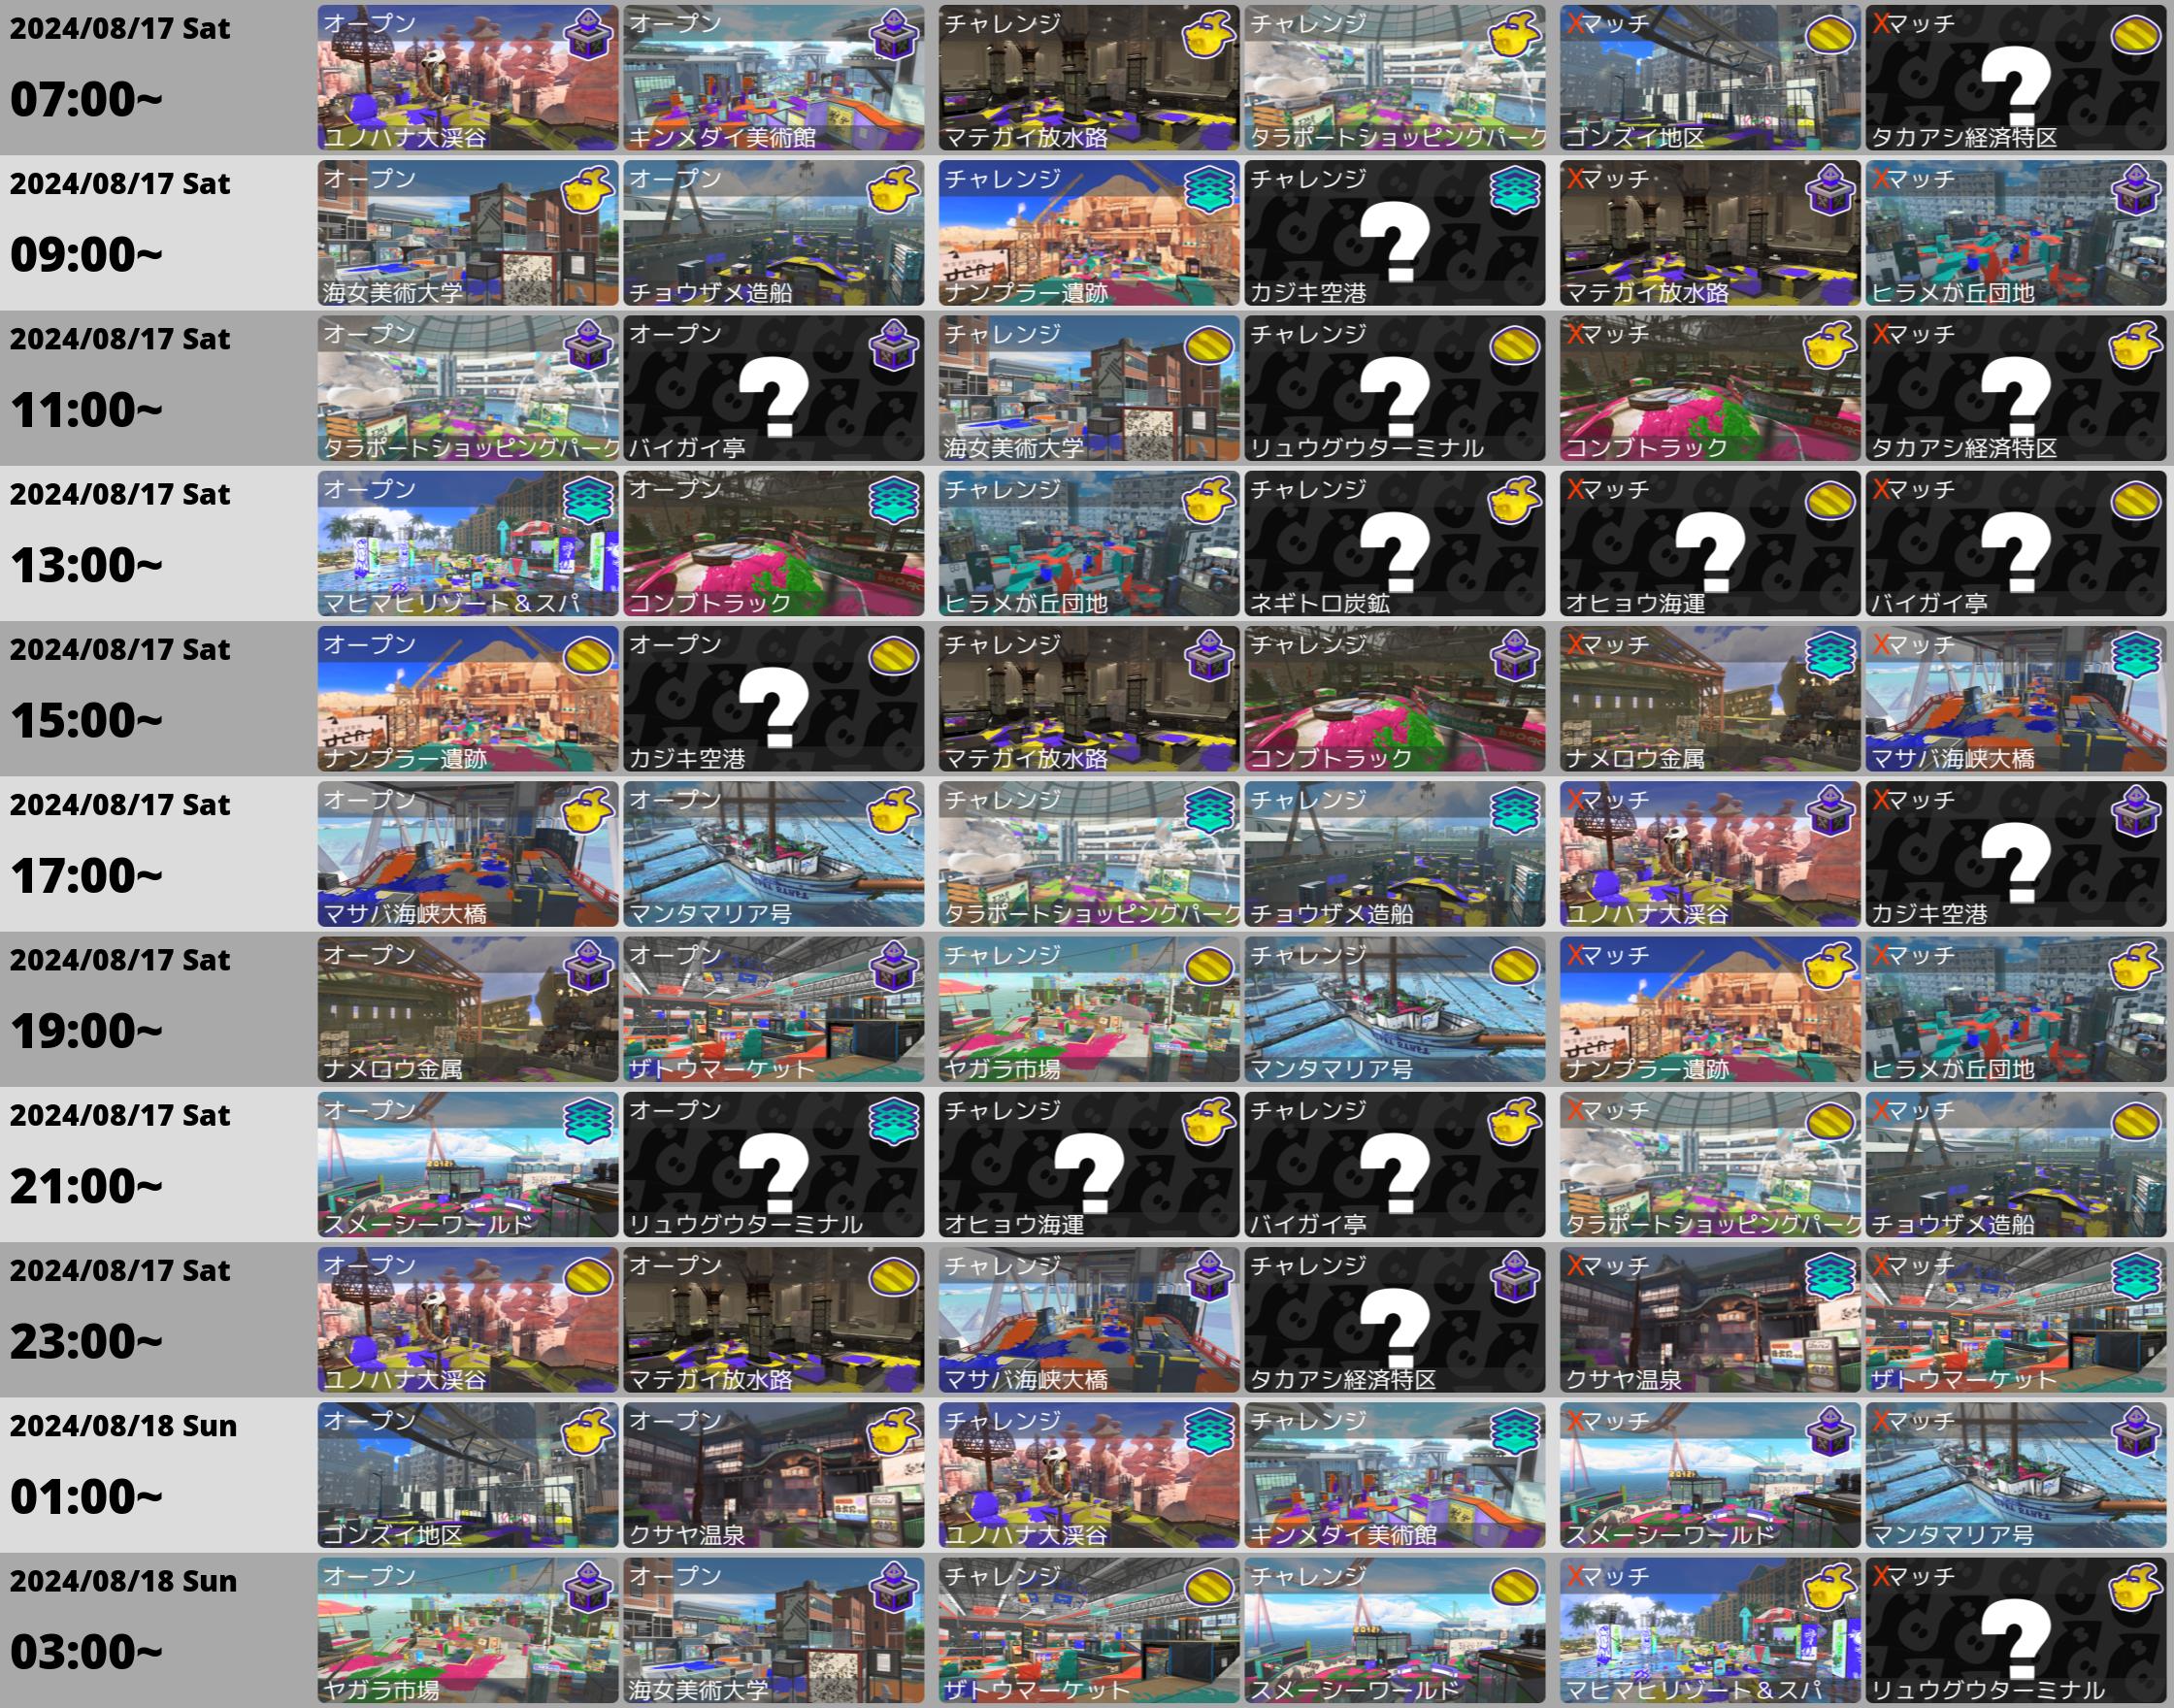 2024/08/17 Sat
07:00~
オープン
ユノハナ大渓谷
オープン
キンメダイ美術館
チャレンジ
マテガイ放水路
チャレンジ
タラポートショッピングパーク
Xマッチ
ゴンズイ地区
Xマッチ
?
タカアシ経済特区
2024/08/17 Sat
09:00~
オープン
海女美術大学
オープン
チョウザメ造船
チャレンジ
ナンプラー遺跡
チャレンジ
?
カジキ空港
Xマッチ
マテガイ放水路
Xマッチ
ヒラメが丘団地
2024/08/17 Sat
11:00~
オープン
タラポートショッピングパーク
オープン
?
バイガイ亭
チャレンジ
海女美術大学
チャレンジ
?
リュウグウターミナル
Xマッチ
コンブトラック
Xマッチ
?
タカアシ経済特区
2024/08/17 Sat
13:00~
オープン
マヒマヒリゾート＆スパ
オープン
コンブトラック
チャレンジ
ヒラメが丘団地
チャレンジ
?
ネギトロ炭鉱
Xマッチ
?
オヒョウ海運
Xマッチ
?
バイガイ亭
2024/08/17 Sat
15:00~
オープン
ナンプラー遺跡
オープン
?
カジキ空港
チャレンジ
マテガイ放水路
チャレンジ
コンブトラック
Xマッチ
ナメロウ金属
Xマッチ
マサバ海峡大橋
2024/08/17 Sat
17:00~
オープン
マサバ海峡大橋
オープン
マンタマリア号
チャレンジ
タラポートショッピングパーク
チャレンジ
チョウザメ造船
Xマッチ
ユノハナ大渓谷
Xマッチ
?
カジキ空港
2024/08/17 Sat
19:00~
オープン
ナメロウ金属
オープン
ザトウマーケット
チャレンジ
ヤガラ市場
チャレンジ
マンタマリア号
Xマッチ
ナンプラー遺跡
Xマッチ
ヒラメが丘団地
2024/08/17 Sat
21:00~
オープン
スメーシーワールド
オープン
?
リュウグウターミナル
チャレンジ
?
オヒョウ海運
チャレンジ
?
バイガイ亭
Xマッチ
タラポートショッピングパーク
Xマッチ
チョウザメ造船
2024/08/17 Sat
23:00~
オープン
ユノハナ大渓谷
オープン
マテガイ放水路
チャレンジ
マサバ海峡大橋
チャレンジ
?
タカアシ経済特区
Xマッチ
クサヤ温泉
Xマッチ
ザトウマーケット
2024/08/18 Sun
01:00~
オープン
ゴンズイ地区
オープン
クサヤ温泉
チャレンジ
ユノハナ大渓谷
チャレンジ
キンメダイ美術館
Xマッチ
スメーシーワールド
Xマッチ
マンタマリア号
2024/08/18 Sun
03:00~
オープン
ヤガラ市場
オープン
海女美術大学
チャレンジ
ザトウマーケット
チャレンジ
スメーシーワールド
Xマッチ
マヒマヒリゾート＆スパ
Xマッチ
?
リュウグウターミナル